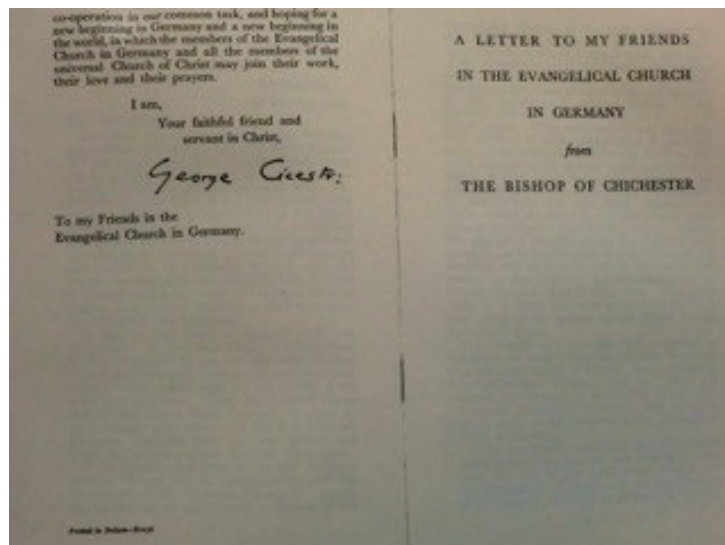 co-operation in our common task, and hoping for a
new beginning in Germany and a new beginning in
the world, in which the members of the Evangelical
Church in Germany and all the members of the
universal Church of Christ may join their work,
their love and their prayers.
I am,
Your faithful friend and
servant in Christ,
George Cicestr:
To my Friends in the
Evangelical Church in Germany.
Printed in
A LETTER TO MY FRIENDS
IN THE EVANGELICAL CHURCH
IN GERMANY
from
THE BISHOP OF CHICHESTER